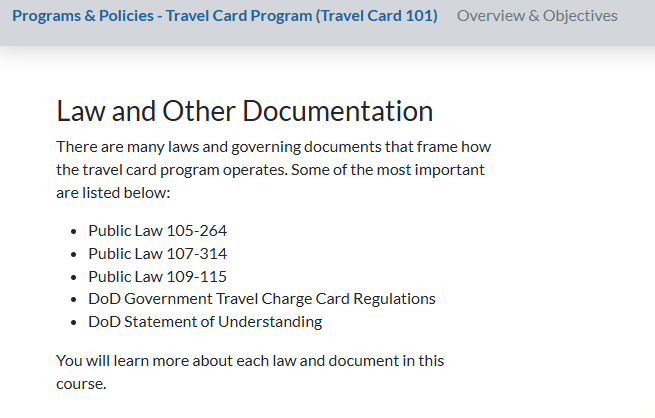 Programs & Policies - Travel Card Program (Travel Card 101) Overview & Objectives
Law and Other Documentation
There are many laws and governing documents that frame how
the travel card program operates. Some of the most important
are listed below:
• Public Law 105-264
• Public Law 107-314
• Public Law 109-115
• DoD Government Travel Charge Card Regulations
• DoD Statement of Understanding
You will learn more about each law and document in this
course.